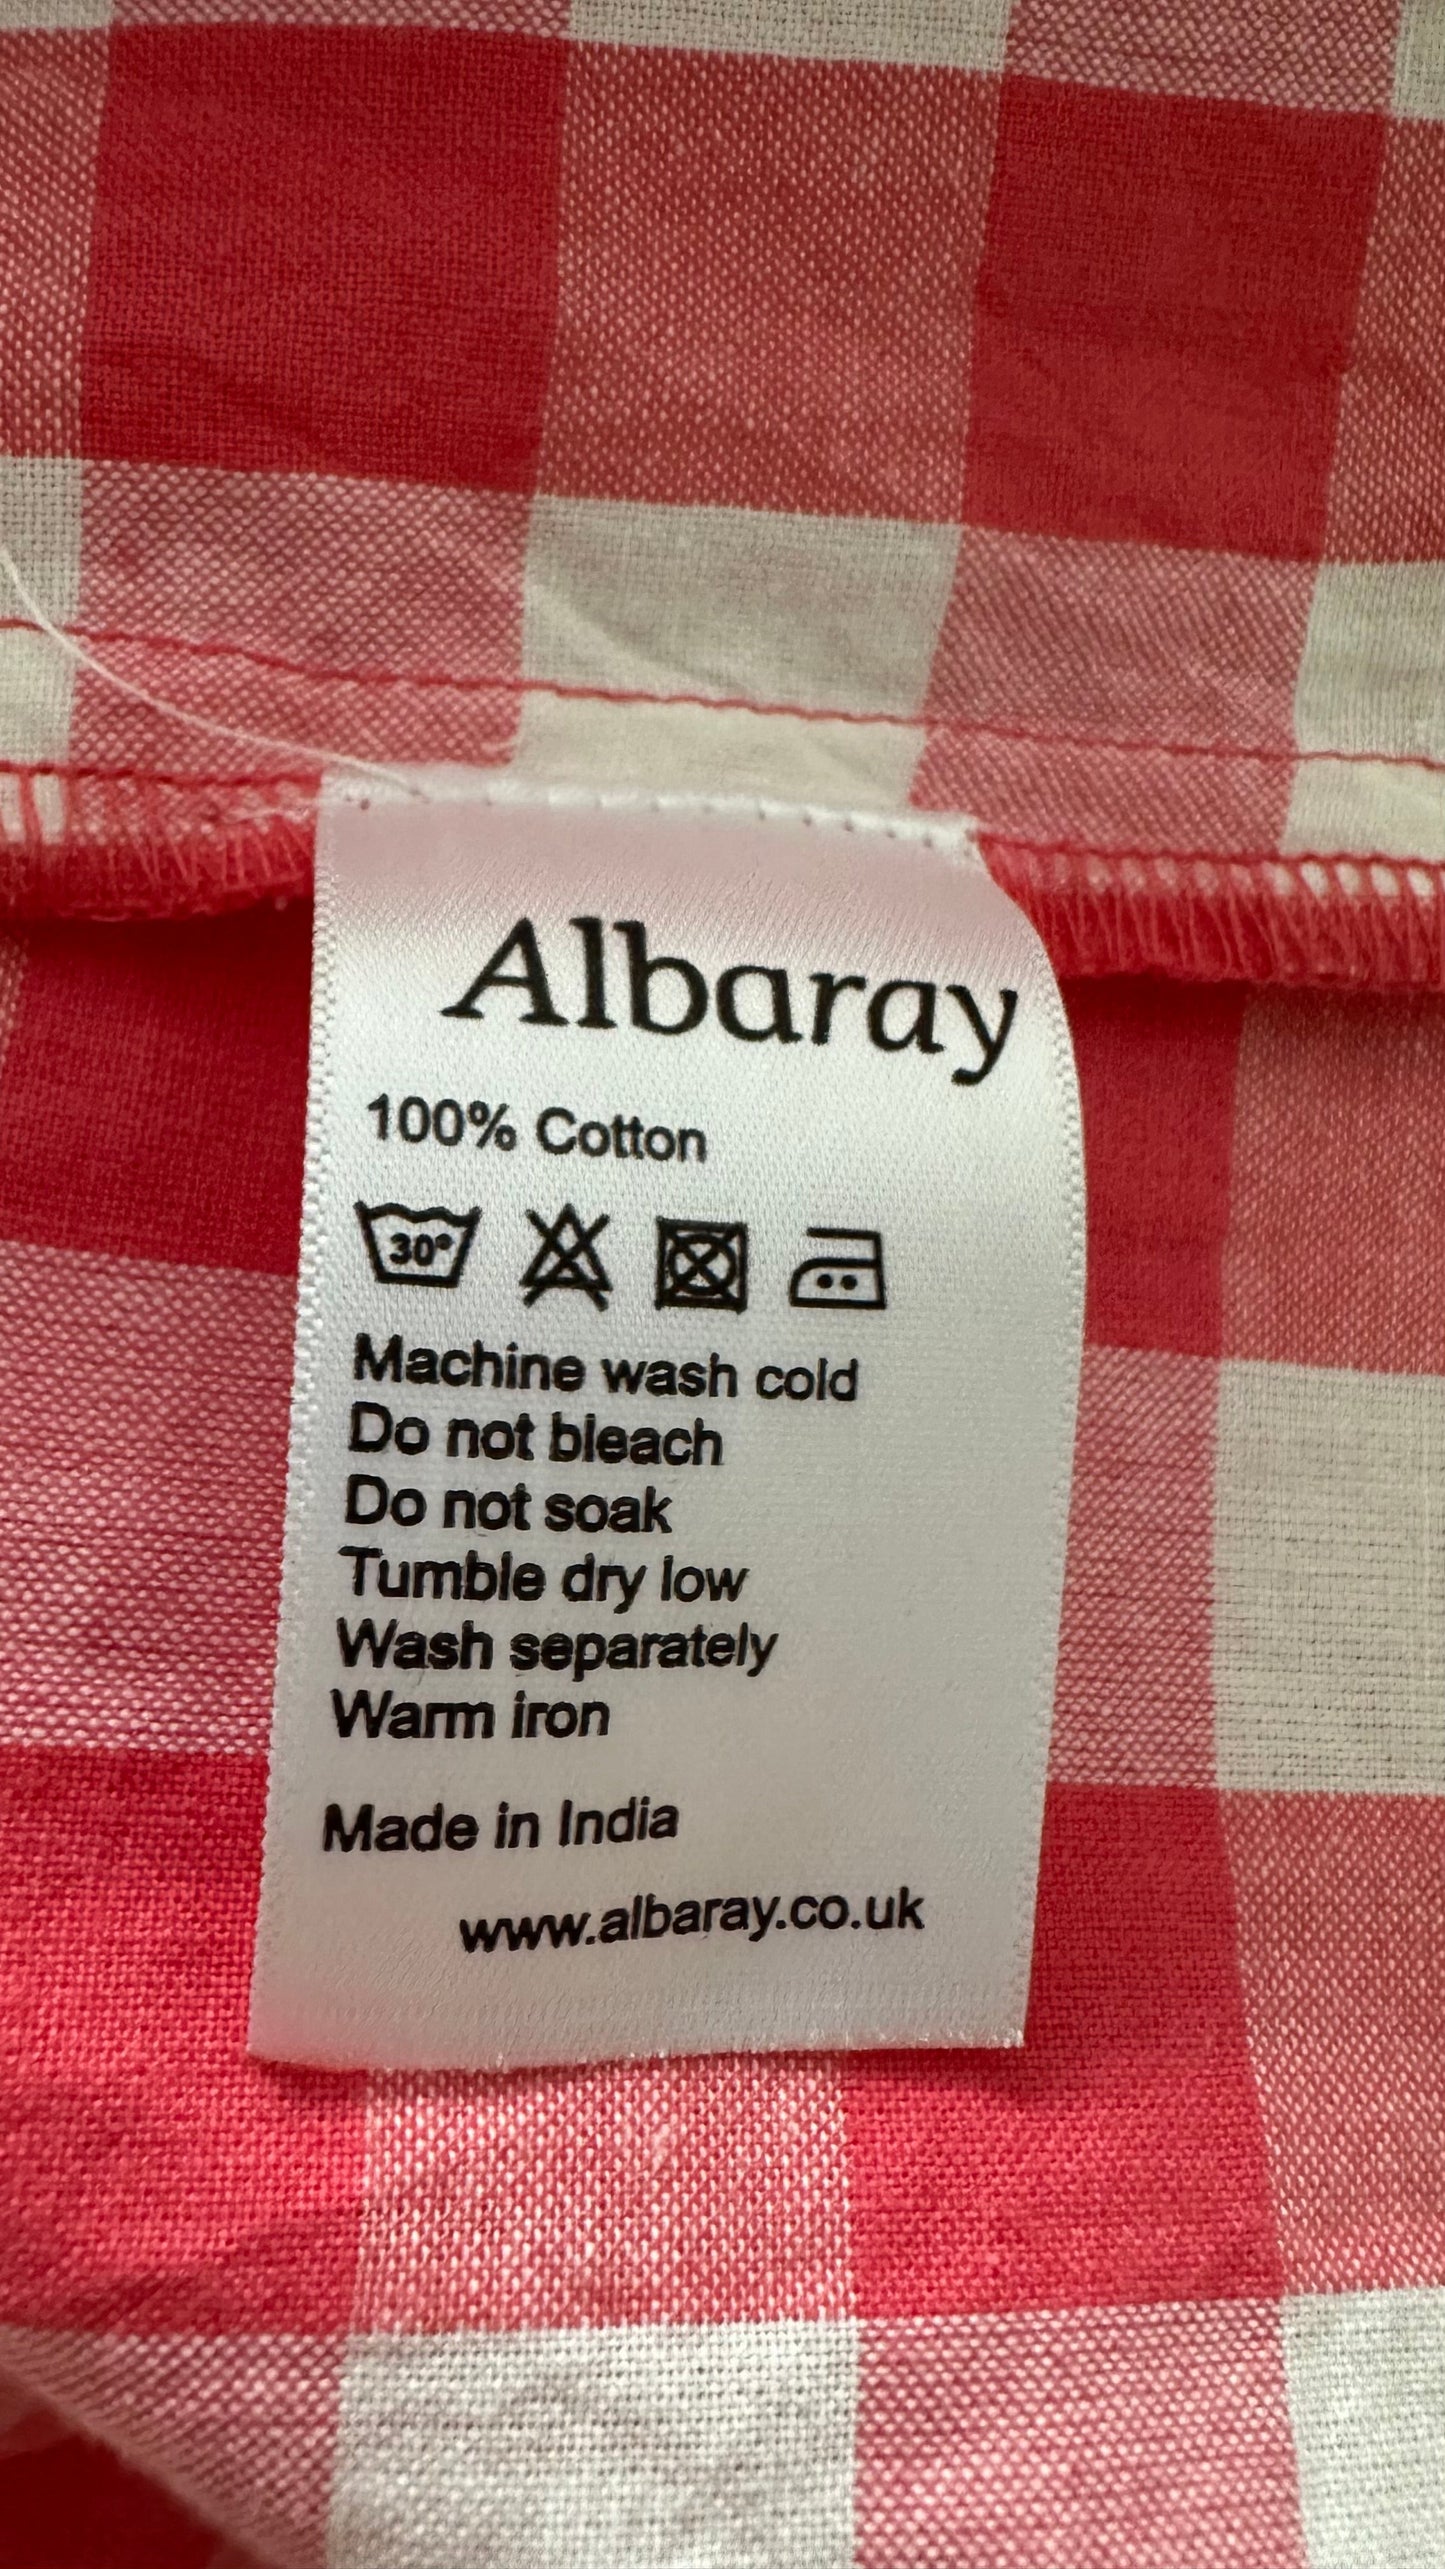 Albaray
100% Cotton
30°
Machine wash cold
Do not bleach
Do not soak
Tumble dry low
Wash separately
Warm iron
Made in India
www.albaray.co.uk